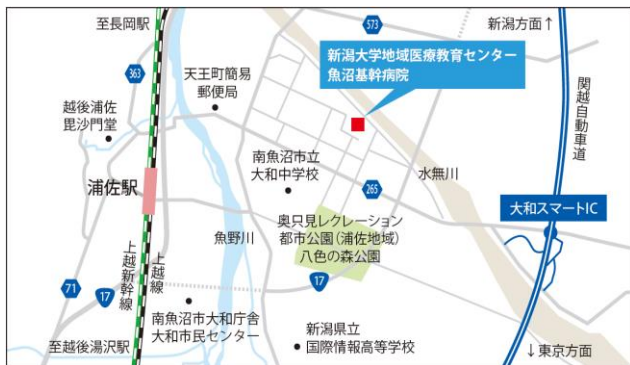 至長岡駅
573
新潟方面↑
363
天王町簡易
郵便局
新潟大学地域医療教育センター
魚沼基幹病院
越後浦佐
毘沙門堂
関越自動車道
浦佐駅
南魚沼市立
大和中学校
265
水無川
大和スマートIC
奥只見レクレーション
都市公園(浦佐地域)
八色の森公園
魚野川
上越新幹線
上越線
71
17
17
南魚沼市大和庁舎
大和市民センター
新潟県立
国際情報高等学校
至越後湯沢駅
↓東京方面